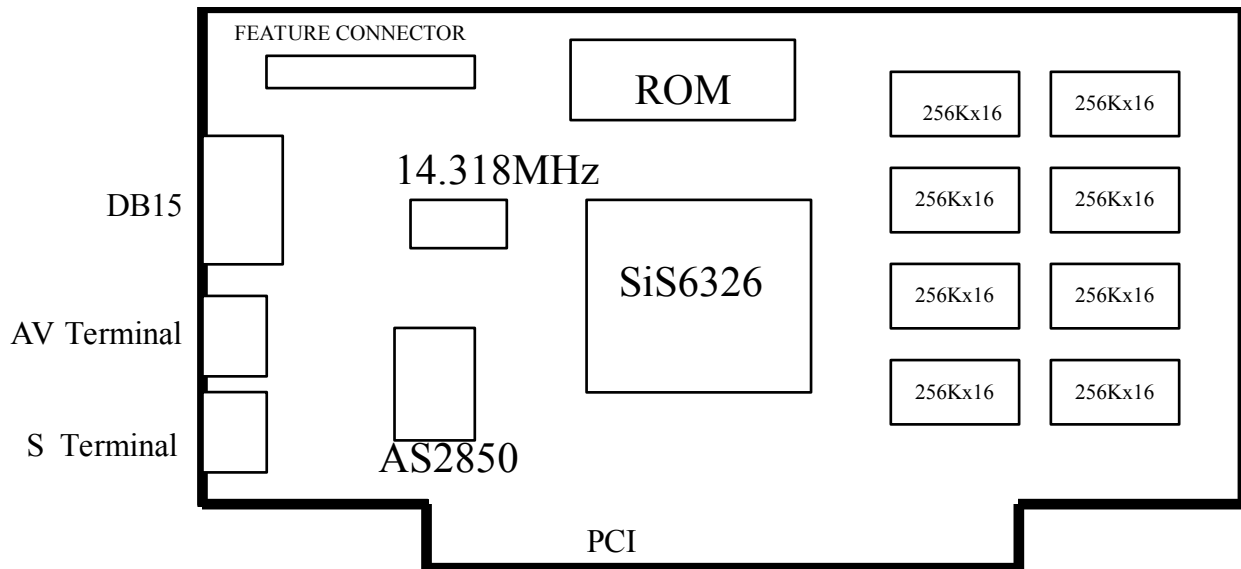 FEATURE CONNECTOR
ROM
256Kx16
256Kx16
14.318MHz
DB15
256Kx16
256Kx16
SiS6326
256Kx16
256Kx16
AV Terminal
256Kx16
256Kx16
S Terminal
AS2850
PCI